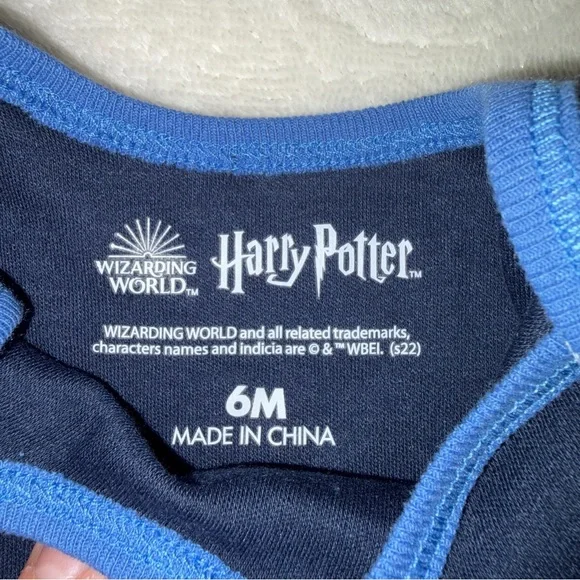 WIZARDING
WORLD™
Harry Potter™
WIZARDING WORLD and all related trademarks,
characters names and indicia are © & ™ WBEI. (s22)
6M
MADE IN CHINA